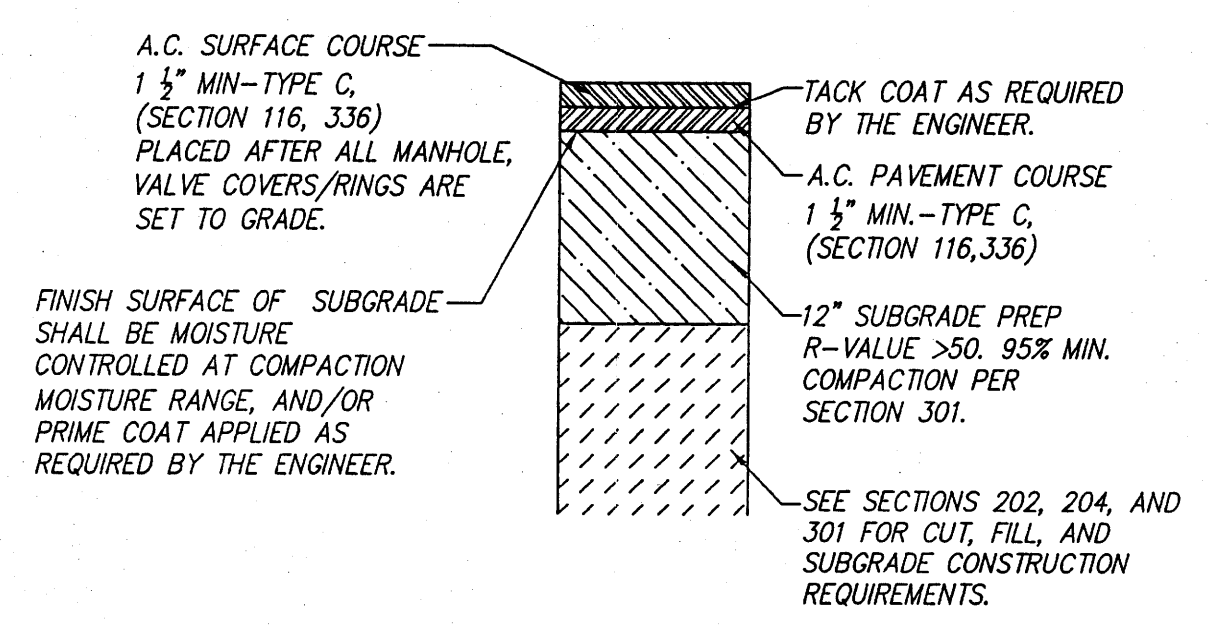 A.C. SURFACE COURSE
1 ½" MIN-TYPE C,
(SECTION 116, 336)
PLACED AFTER ALL MANHOLE,
VALVE COVERS/RINGS ARE
SET TO GRADE.
FINISH SURFACE OF SUBGRADE
SHALL BE MOISTURE
CONTROLLED AT COMPACTION
MOISTURE RANGE, AND/OR
PRIME COAT APPLIED AS
REQUIRED BY THE ENGINEER.
TACK COAT AS REQUIRED
BY THE ENGINEER.
A.C. PAVEMENT COURSE
1 ½" MIN.-TYPE C,
(SECTION 116,336)
12" SUBGRADE PREP
R-VALUE >50. 95% MIN.
COMPACTION PER
SECTION 301.
SEE SECTIONS 202, 204, AND
301 FOR CUT, FILL, AND
SUBGRADE CONSTRUCTION
REQUIREMENTS.